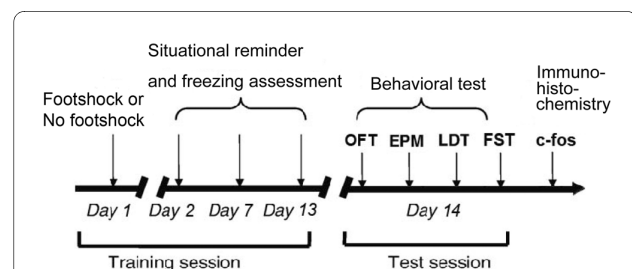 Situational reminder
and freezing assessment
Footshock or
No footshock
Behavioral test
Immuno-
histo-
chemistry
OFT EPM LDT FST c-fos
Day 1 Day 2 Day 7 Day 13 Day 14
Training session Test session